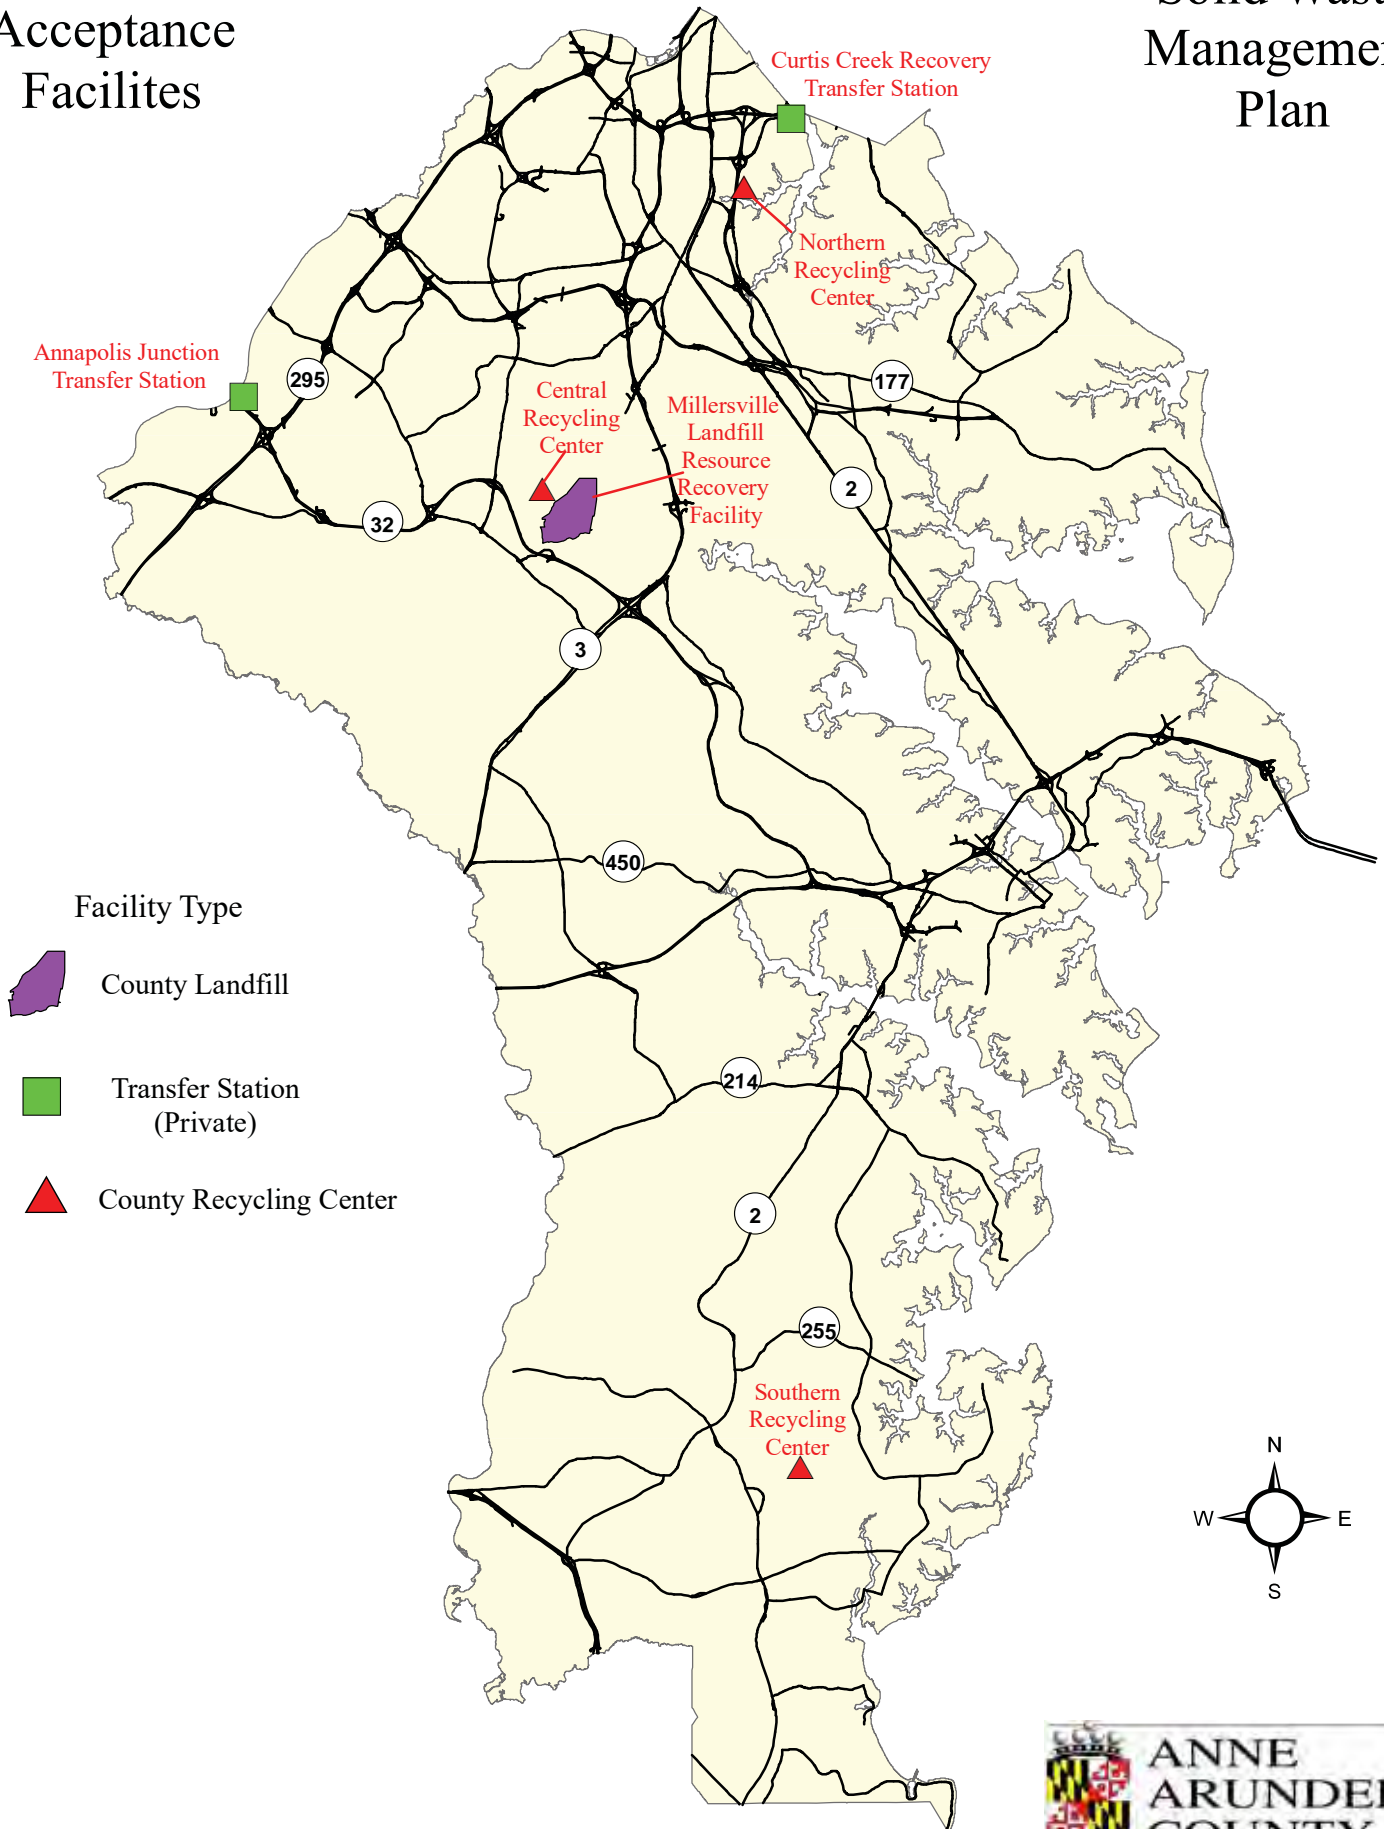 Acceptance
Facilites
Management
Plan
Curtis Creek Recovery
Transfer Station
Northern
Recycling
Center
Annapolis Junction
Transfer Station
295
177
Central
Recycling
Center
Millersville
Landfill
Resource
Recovery
Facility
2
32
3
450
Facility Type
County Landfill
Transfer Station
(Private)
County Recycling Center
214
2
255
Southern
Recycling
Center
N
W
E
S
ANNE
ARUNDEL
COUNTY